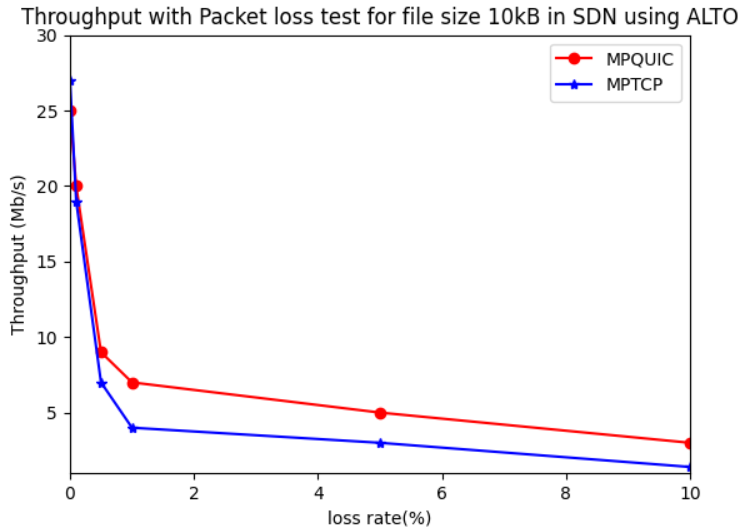 Throughput with Packet loss test for file size 10kB in SDN using ALTO
30
25
20
15
10
5
Throughput (Mb/s)
MPQUIC
MPTCP
0 2 4 6 8 10
loss rate(%)